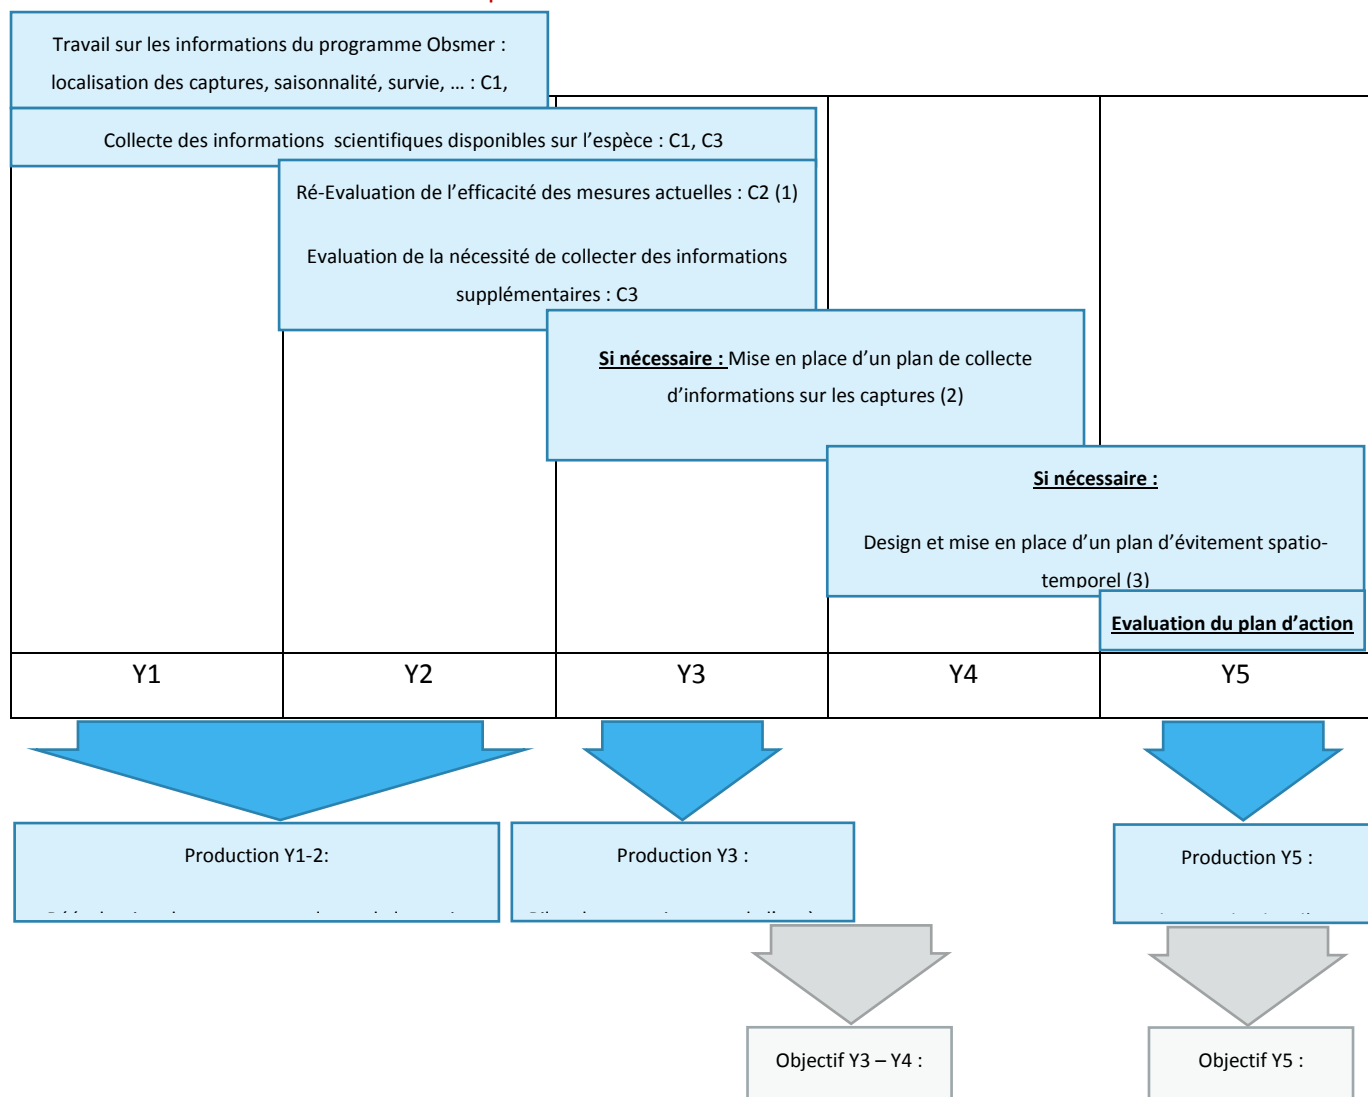 Travail sur les informations du programme Obsmer :
localisation des captures, saisonnalité, survie, … : C1,
Collecte des informations scientifiques disponibles sur l’espèce : C1, C3
Ré-Evaluation de l’efficacité des mesures actuelles : C2 (1)
Evaluation de la nécessité de collecter des informations
supplémentaires : C3
Si nécessaire : Mise en place d’un plan de collecte
d’informations sur les captures (2)
Si nécessaire :
Design et mise en place d’un plan d’évitement spatio-
temporel (3)
Evaluation du plan d’action
Y1 Y2 Y3 Y4 Y5
Production Y1-2:
Production Y3 :
Production Y5 :
Objectif Y3 – Y4 :
Objectif Y5 :